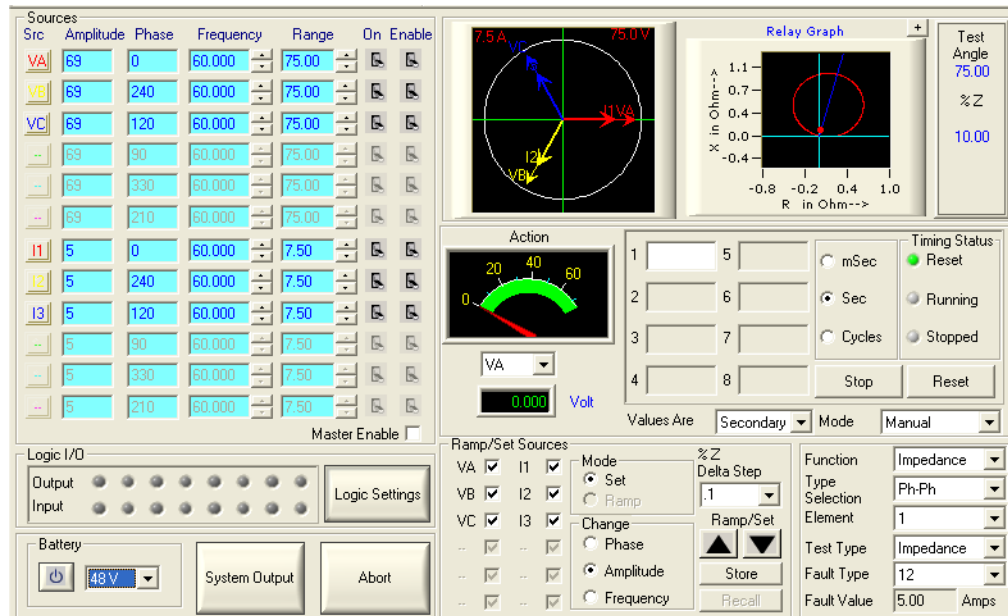 Sources
Src Amplitude Phase Frequency Range On Enable
VA 69 0 60.000 75.00
VB 69 240 60.000 75.00
VC 69 120 60.000 75.00
-- 69 90 60.000 75.00
-- 69 330 60.000 75.00
-- 69 210 60.000 75.00
I1 5 0 60.000 7.50
I2 5 240 60.000 7.50
I3 5 120 60.000 7.50
-- 5 90 60.000 7.50
-- 5 330 60.000 7.50
-- 5 210 60.000 7.50
Master Enable
Logic I/O
Output
Input
Logic Settings
Battery
48 V
System Output
Abort
7.5 A 75.0 V
VC
I1VA
I2
VB
Relay Graph +
X in Ohm-->
1.1
0.7
0.4
0.0
-0.4
-0.8 -0.2 0.4 1.0
R in Ohm-->
Test
Angle
75.00
% Z
10.00
Action
0 20 40 60
VA
0.000 Volt
1 5
2 6
3 7
4 8
mSec
Sec
Cycles
Timing Status
Reset
Running
Stopped
Stop Reset
Values Are Secondary Mode Manual
Ramp/Set Sources
VA I1
VB I2
VC I3
-- --
-- --
-- --
Mode
Set
Ramp
Change
Phase
Amplitude
Frequency
% Z
Delta Step
.1
Ramp/Set
Store
Recall
Function Impedance
Type
Selection Ph-Ph
Element 1
Test Type Impedance
Fault Type 12
Fault Value 5.00 Amps